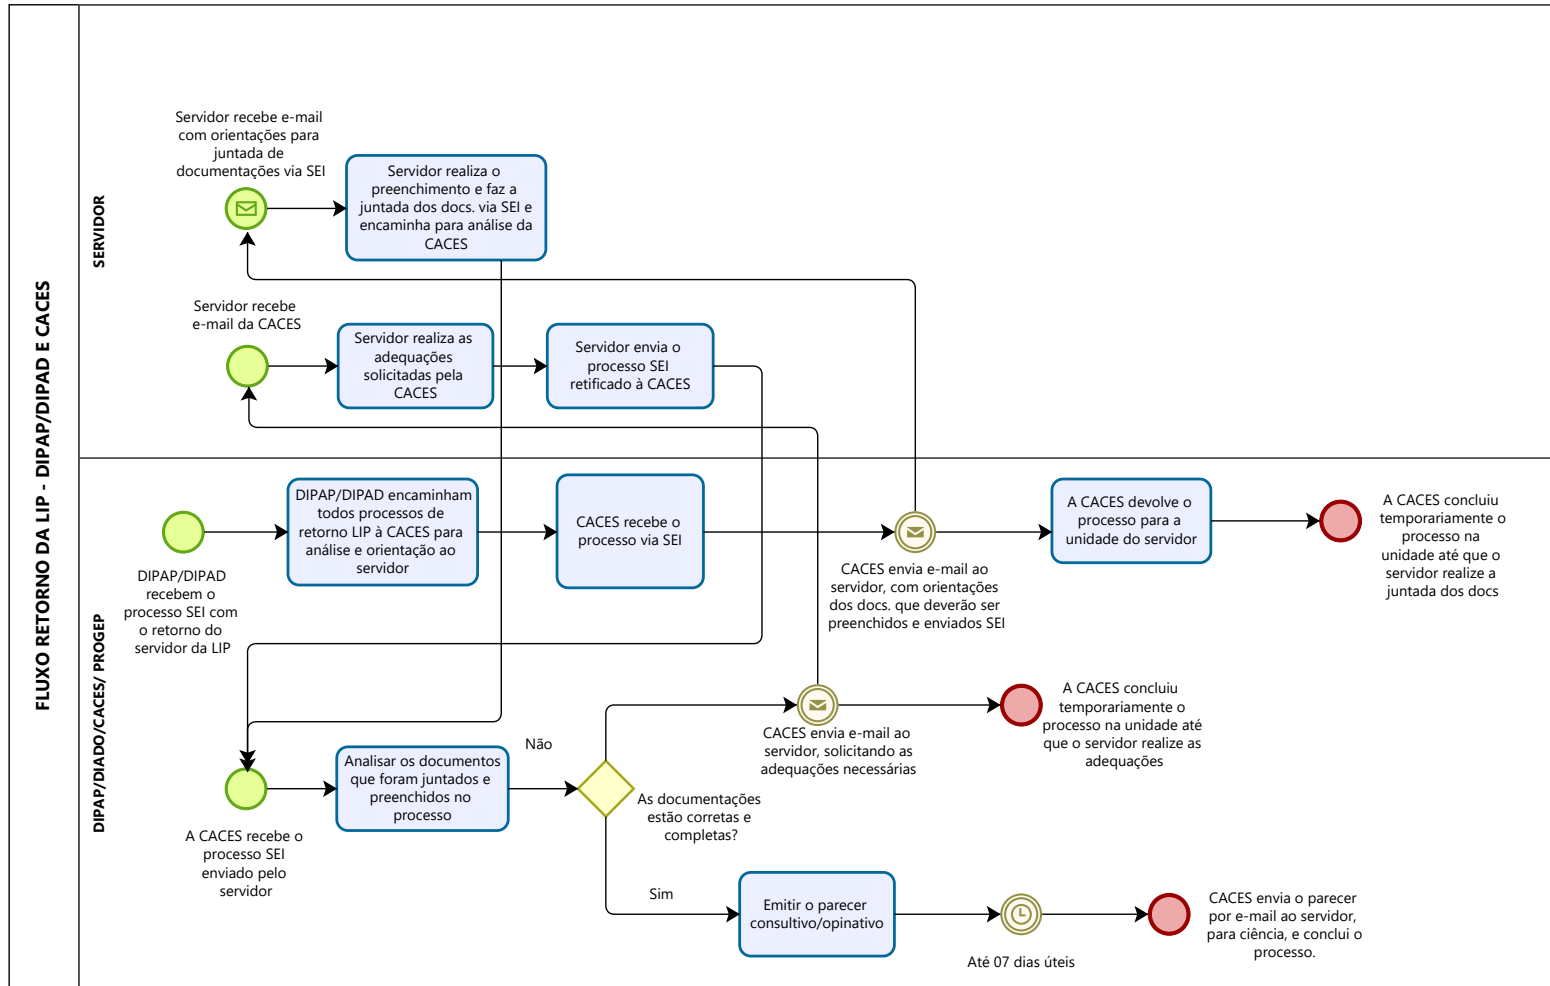 FLUXO RETORNO DA LIP - DIPAP/DIPAD E CACES
SERVIDOR
Servidor recebe e-mail
com orientações para
juntada de
documentações via SEI
Servidor realiza o
preenchimento e faz a
juntada dos docs. via SEI e
encaminha para análise da
CACES
Servidor recebe
e-mail da CACES
Servidor realiza as
adequações
solicitadas pela
CACES
Servidor envia o
processo SEI
retificado à CACES
DIPAP/DIADO/CACES/ PROGEP
DIPAP/DIPAD
recebem o
processo SEI com
o retorno do
servidor da LIP
DIPAP/DIPAD encaminham
todos processos de
retorno LIP à CACES para
análise e orientação ao
servidor
CACES recebe o
processo via SEI
CACES envia e-mail ao
servidor, com orientações
dos docs. que deverão ser
preenchidos e enviados SEI
A CACES devolve o
processo para a
unidade do servidor
A CACES concluiu
temporariamente o
processo na
unidade até que o
servidor realize a
juntada dos docs
A CACES recebe o
processo SEI
enviado pelo
servidor
Analisar os documentos
que foram juntados e
preenchidos no
processo
As documentações
estão corretas e
completas?
Não
CACES envia e-mail ao
servidor, solicitando as
adequações necessárias
A CACES concluiu
temporariamente o
processo na unidade até
que o servidor realize as
adequações
Sim
Emitir o parecer
consultivo/opinativo
Até 07 dias úteis
CACES envia o parecer
por e-mail ao servidor,
para ciência, e conclui o
processo.